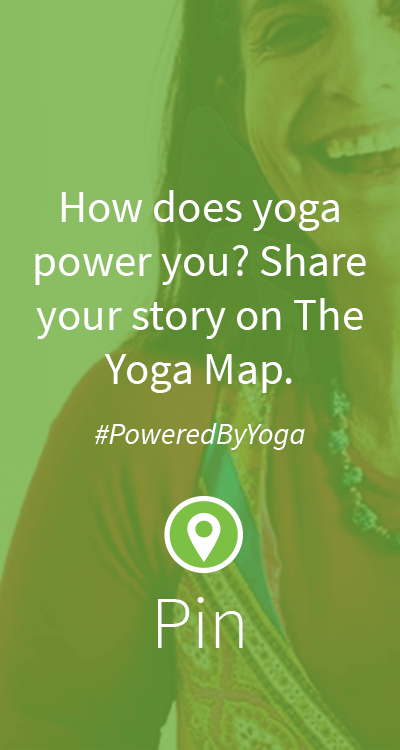 How does yoga
power you? Share
your story on The
Yoga Map.
#PoweredByYoga
Pin